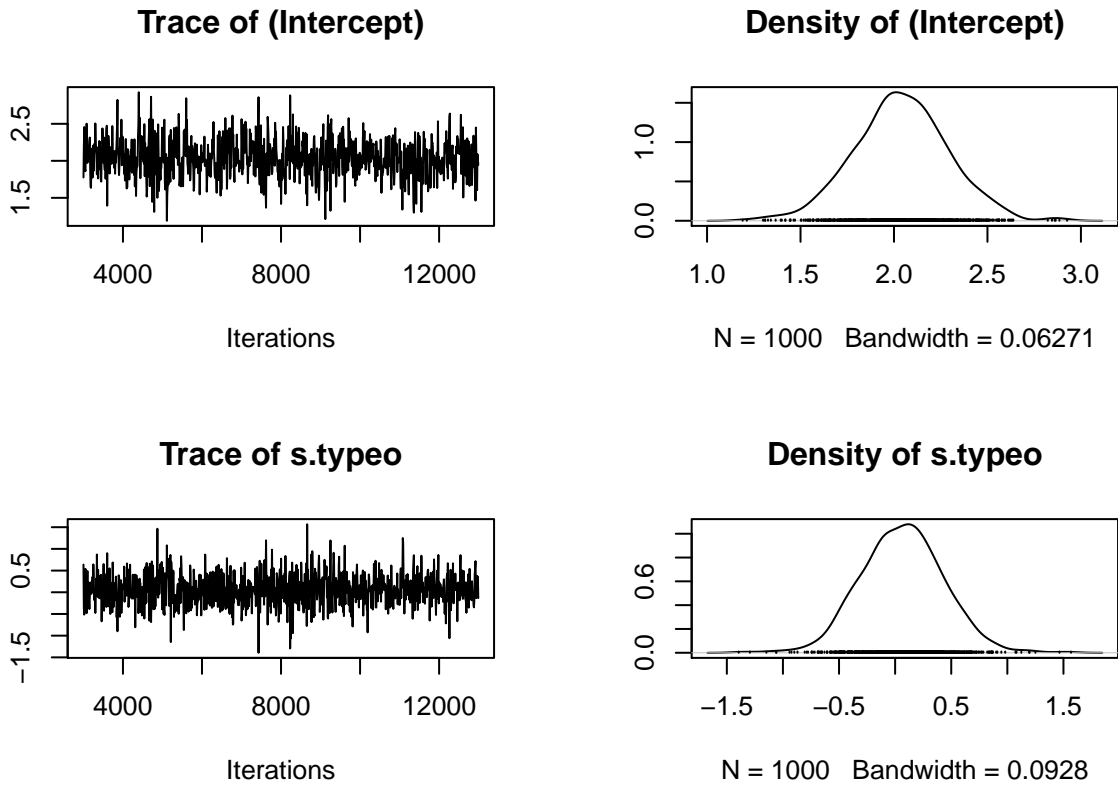 Trace of (Intercept)
1.5 2.5
4000 8000 12000
Iterations
Density of (Intercept)
0.0 1.0
1.0 1.5 2.0 2.5 3.0
N = 1000 Bandwidth = 0.06271
Trace of s.typeo
−1.5 0.5
4000 8000 12000
Iterations
Density of s.typeo
0.0 0.6
−1.5 −0.5 0.5 1.5
N = 1000 Bandwidth = 0.0928